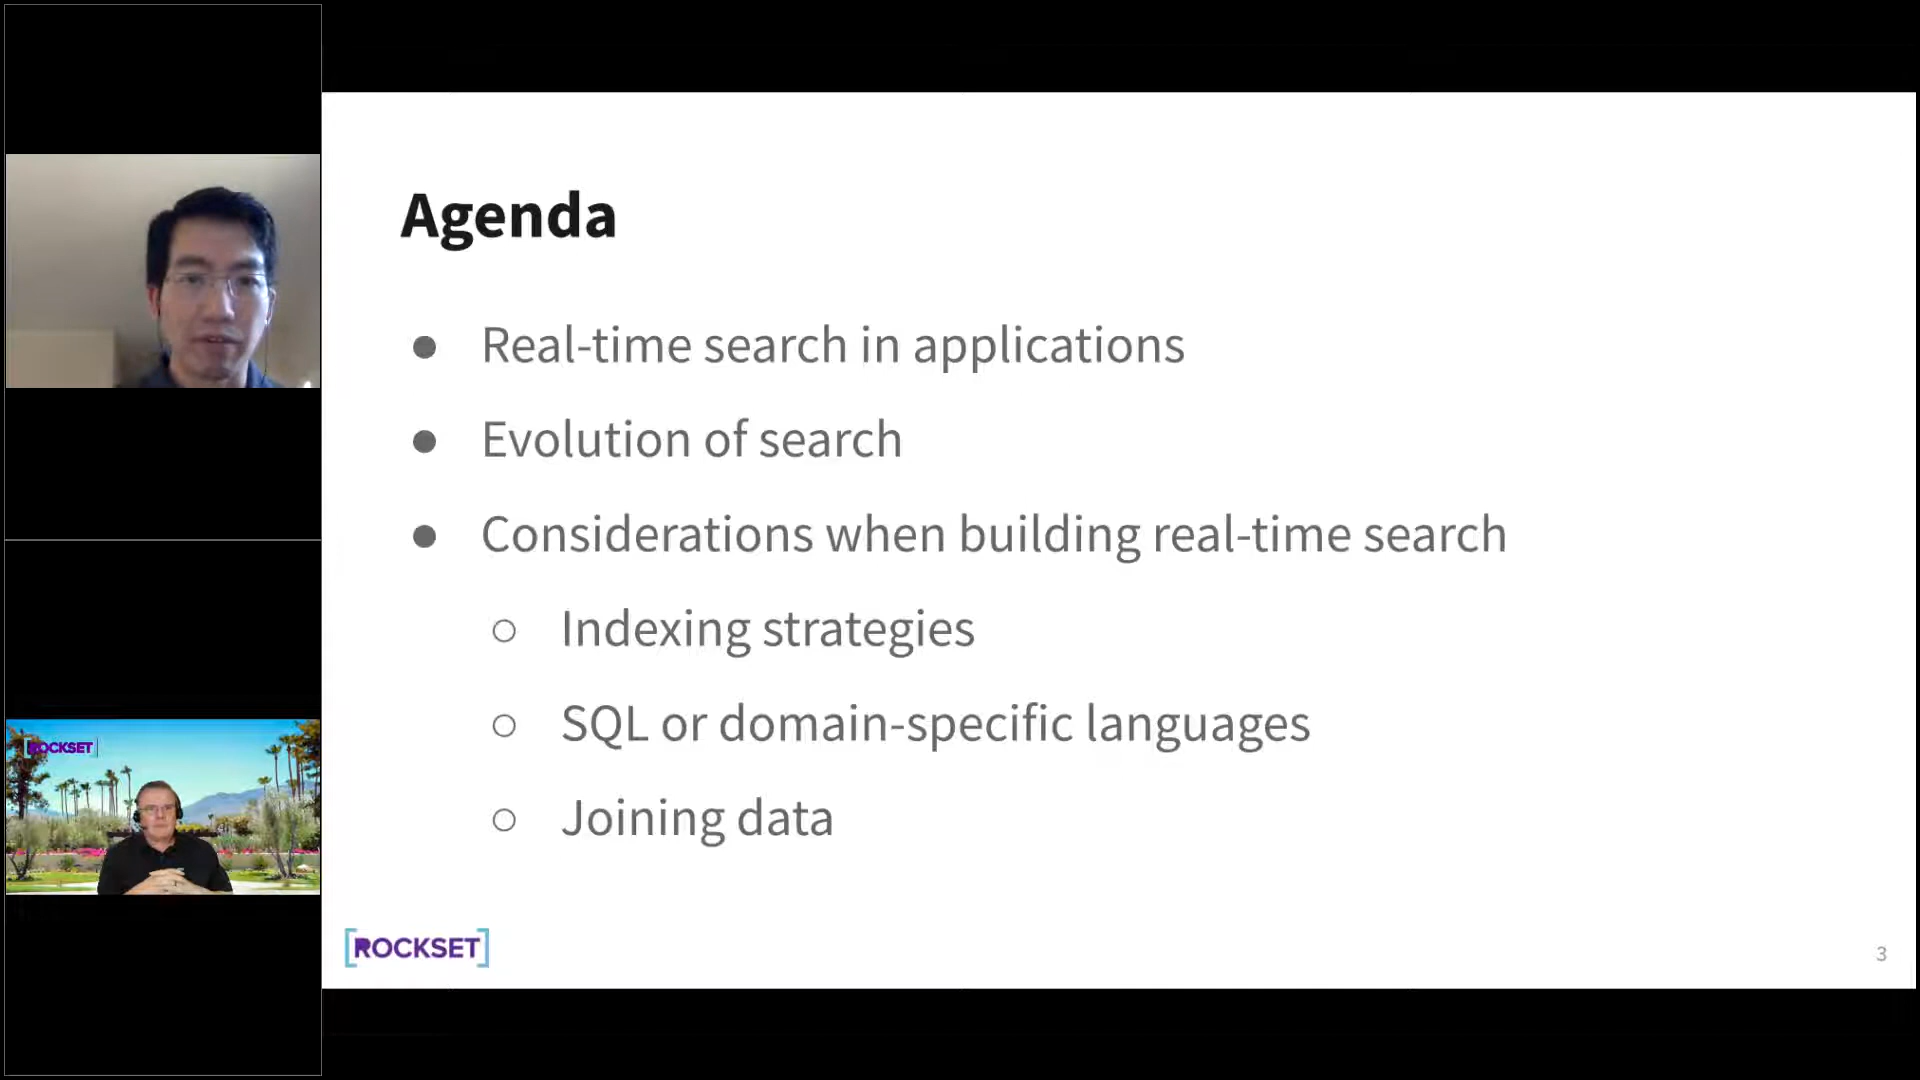 Agenda
● Real-time search in applications
● Evolution of search
● Considerations when building real-time search
○ Indexing strategies
○ SQL or domain-specific languages
○ Joining data
[ROCKSET]
3
[ROCKSET]